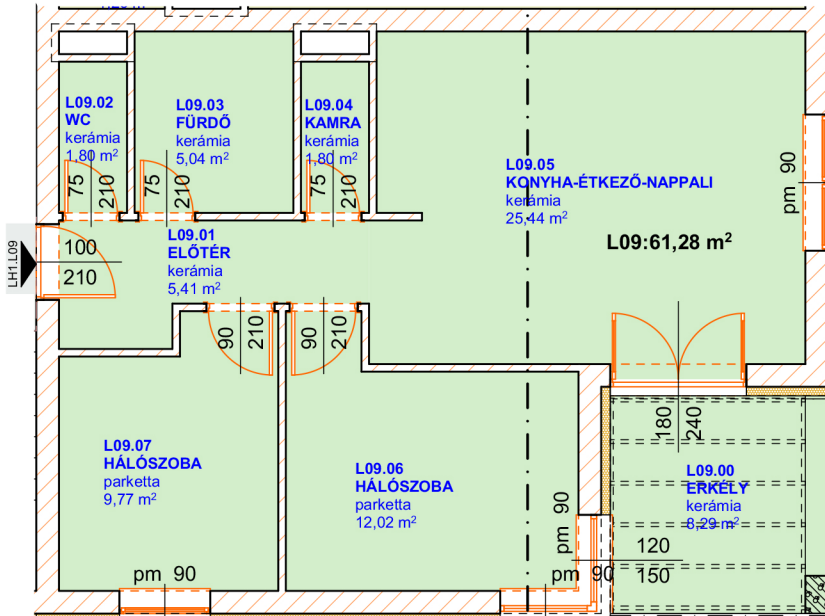 L09.02
WC
kerámia
1,80 m²
L09.03
FÜRDŐ
kerámia
5,04 m²
L09.04
KAMRA
kerámia
1,80 m²
L09.05
KONYHA-ÉTKEZŐ-NAPPALI
kerámia
25,44 m²
L09:61,28 m²
pm 90
75
210
75
210
75
210
LH1.L09
100
210
L09.01
ELŐTÉR
kerámia
5,41 m²
90
210
90
210
180
240
L09.07
HÁLÓSZOBA
parketta
9,77 m²
L09.06
HÁLÓSZOBA
parketta
12,02 m²
L09.00
ERKÉLY
kerámia
8,29 m²
pm 90
pm 90
pm 90
120
150